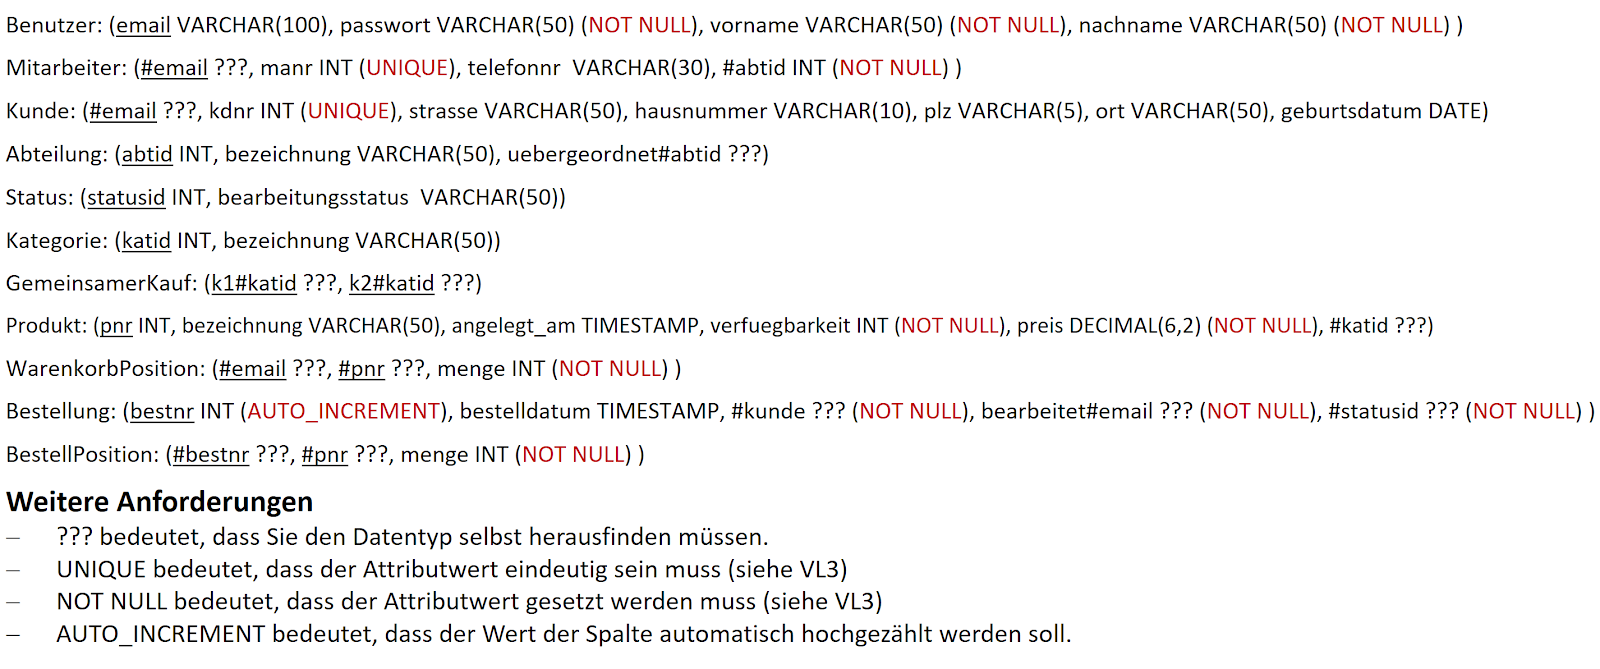 Benutzer: (email VARCHAR(100), passwort VARCHAR(50) (NOT NULL), vorname VARCHAR(50) (NOT NULL), nachname VARCHAR(50) (NOT NULL) )
Mitarbeiter: (#email ???, manr INT (UNIQUE), telefonnr VARCHAR(30), #abtid INT (NOT NULL) )
Kunde: (#email ???, kdnr INT (UNIQUE), strasse VARCHAR(50), hausnummer VARCHAR(10), plz VARCHAR(5), ort VARCHAR(50), geburtsdatum DATE)
Abteilung: (abtid INT, bezeichnung VARCHAR(50), uebergeordnet#abtid ???)
Status: (statusid INT, bearbeitungsstatus VARCHAR(50))
Kategorie: (katid INT, bezeichnung VARCHAR(50))
GemeinsamerKauf: (k1#katid ???, k2#katid ???)
Produkt: (pnr INT, bezeichnung VARCHAR(50), angelegt_am TIMESTAMP, verfuegbarkeit INT (NOT NULL), preis DECIMAL(6,2) (NOT NULL), #katid ???)
WarenkorbPosition: (#email ???, #pnr ???, menge INT (NOT NULL) )
Bestellung: (bestnr INT (AUTO_INCREMENT), bestelldatum TIMESTAMP, #kunde ??? (NOT NULL), bearbeitet#email ??? (NOT NULL), #statusid ??? (NOT NULL) )
BestellPosition: (#bestnr ???, #pnr ???, menge INT (NOT NULL) )
Weitere Anforderungen
– ??? bedeutet, dass Sie den Datentyp selbst herausfinden müssen.
– UNIQUE bedeutet, dass der Attributwert eindeutig sein muss (siehe VL3)
– NOT NULL bedeutet, dass der Attributwert gesetzt werden muss (siehe VL3)
– AUTO_INCREMENT bedeutet, dass der Wert der Spalte automatisch hochgezählt werden soll.